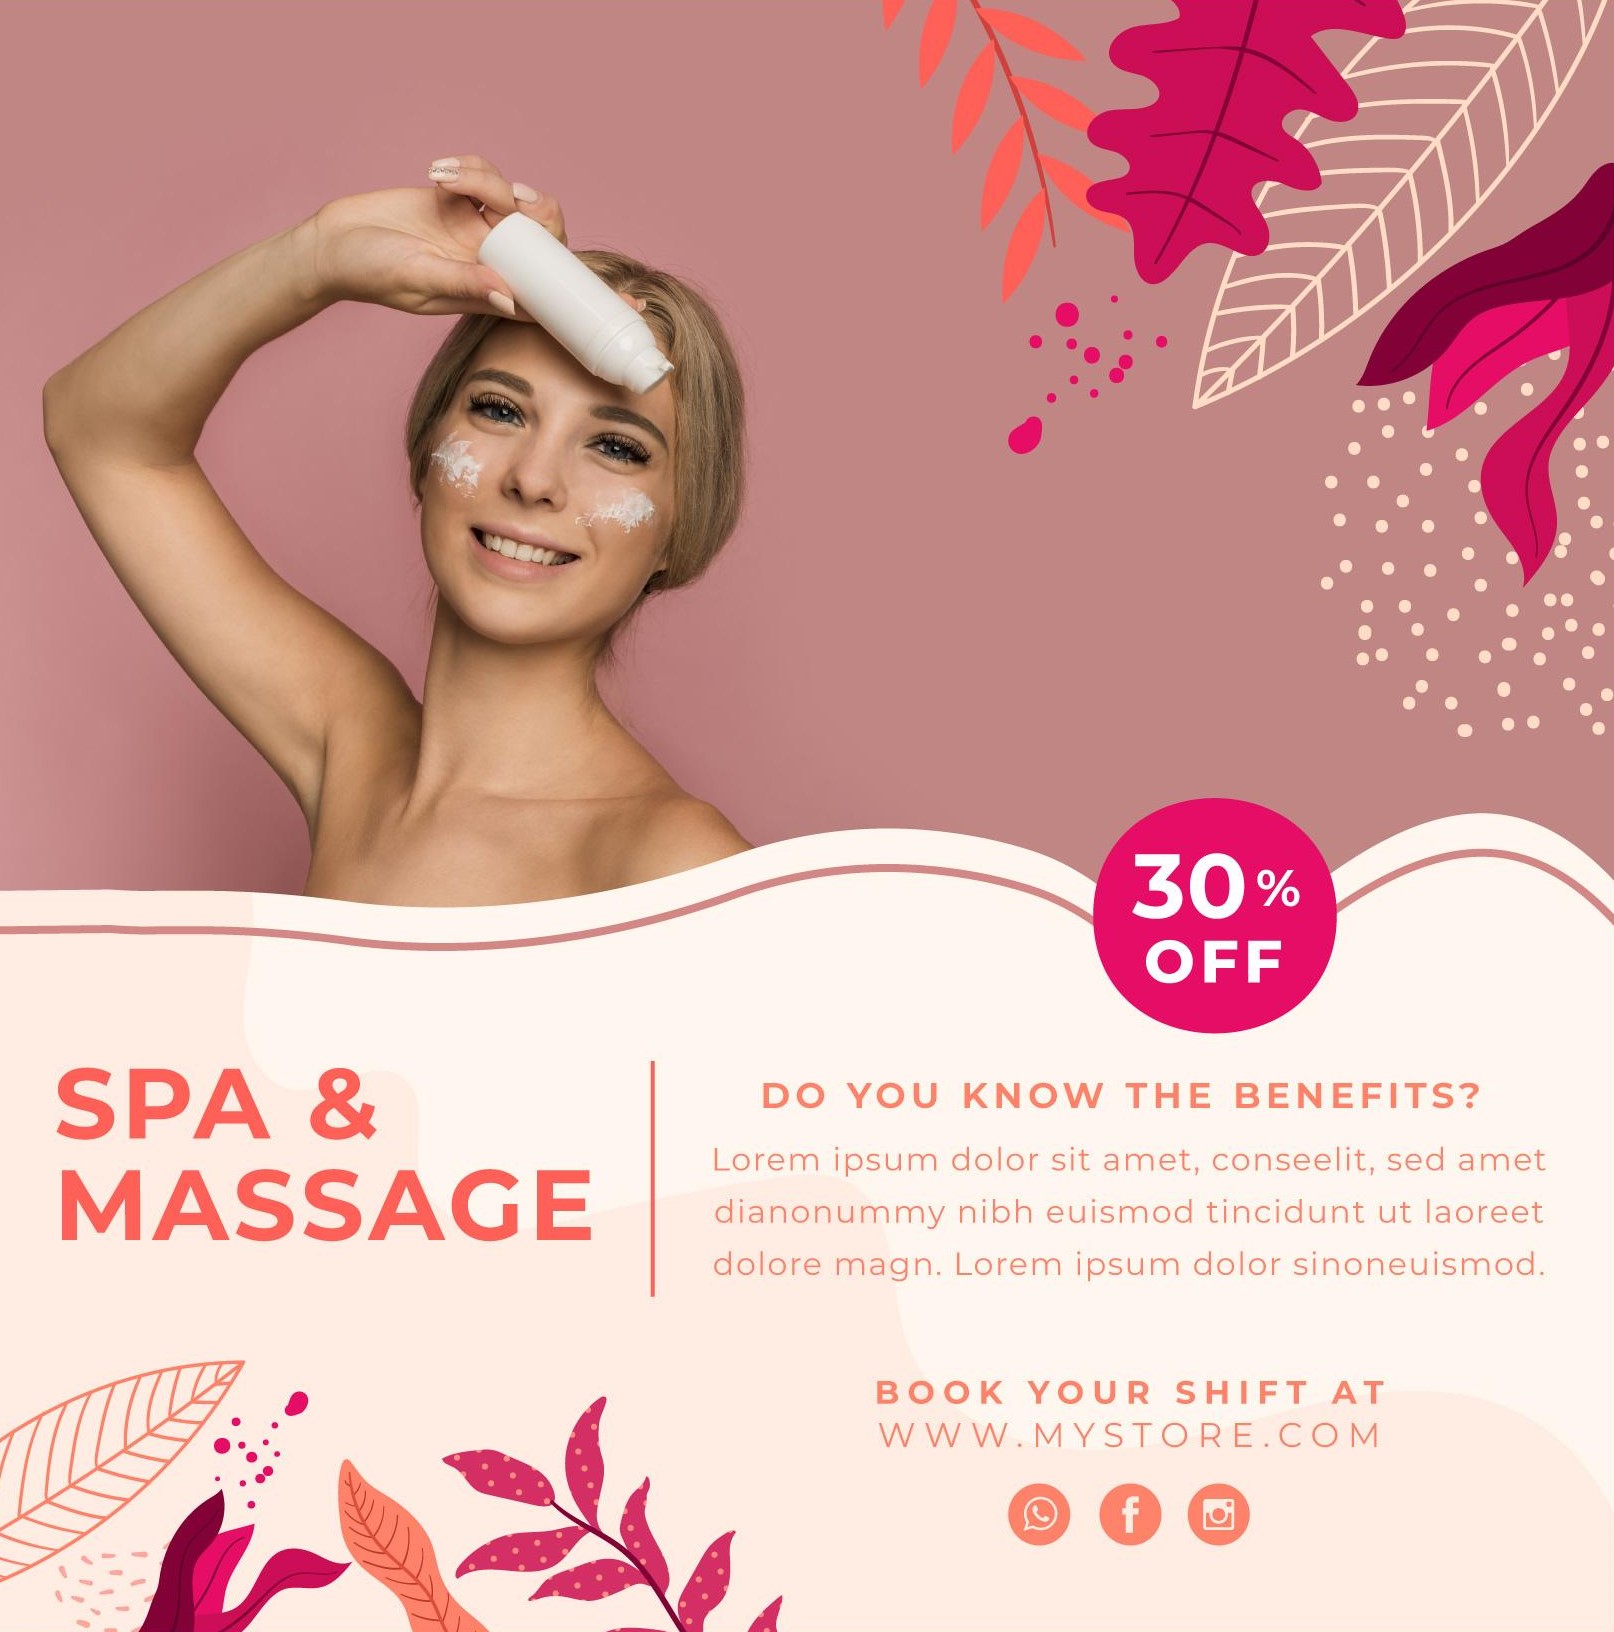 30%
OFF
SPA &
MASSAGE
DO YOU KNOW THE BENEFITS?
Lorem ipsum dolor sit amet, conseelit, sed amet
dianonummy nibh euismod tincidunt ut laoreet
dolore magn. Lorem ipsum dolor sinoneuismod.
BOOK YOUR SHIFT AT
WWW.MYSTORE.COM